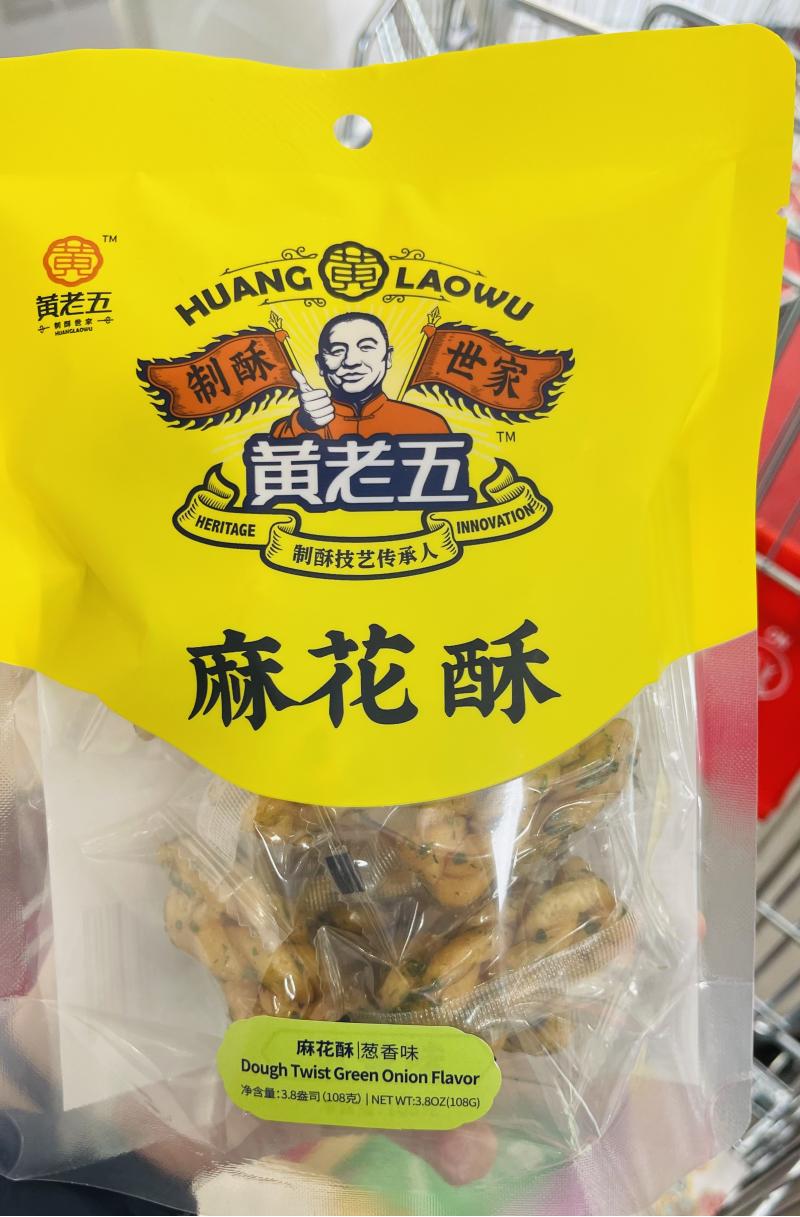 TM
黄
黄老五
制酥世家
HUANGLAOWU
HUANG 黄 LAOWU
制酥 世家
TM
黄老五
HERITAGE INNOVATION
制酥技艺传承人
麻花酥
麻花酥|葱香味
Dough Twist Green Onion Flavor
净含量:3.8盎司(108克) | NET WT:3.8OZ(108G)